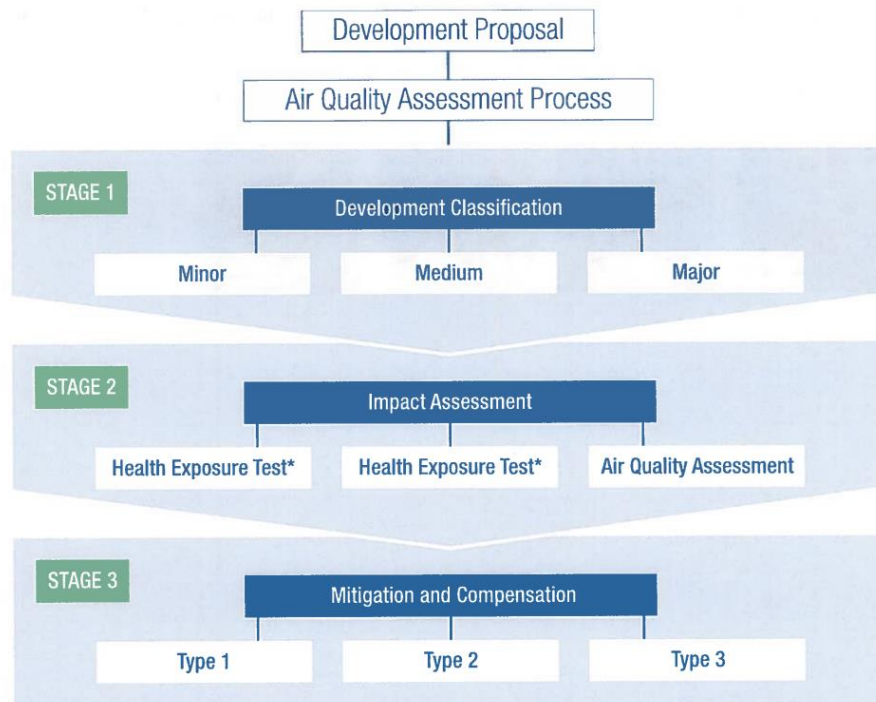 Development Proposal
Air Quality Assessment Process
STAGE 1
Development Classification
Minor
Medium
Major
STAGE 2
Impact Assessment
Health Exposure Test*
Health Exposure Test*
Air Quality Assessment
STAGE 3
Mitigation and Compensation
Type 1
Type 2
Type 3